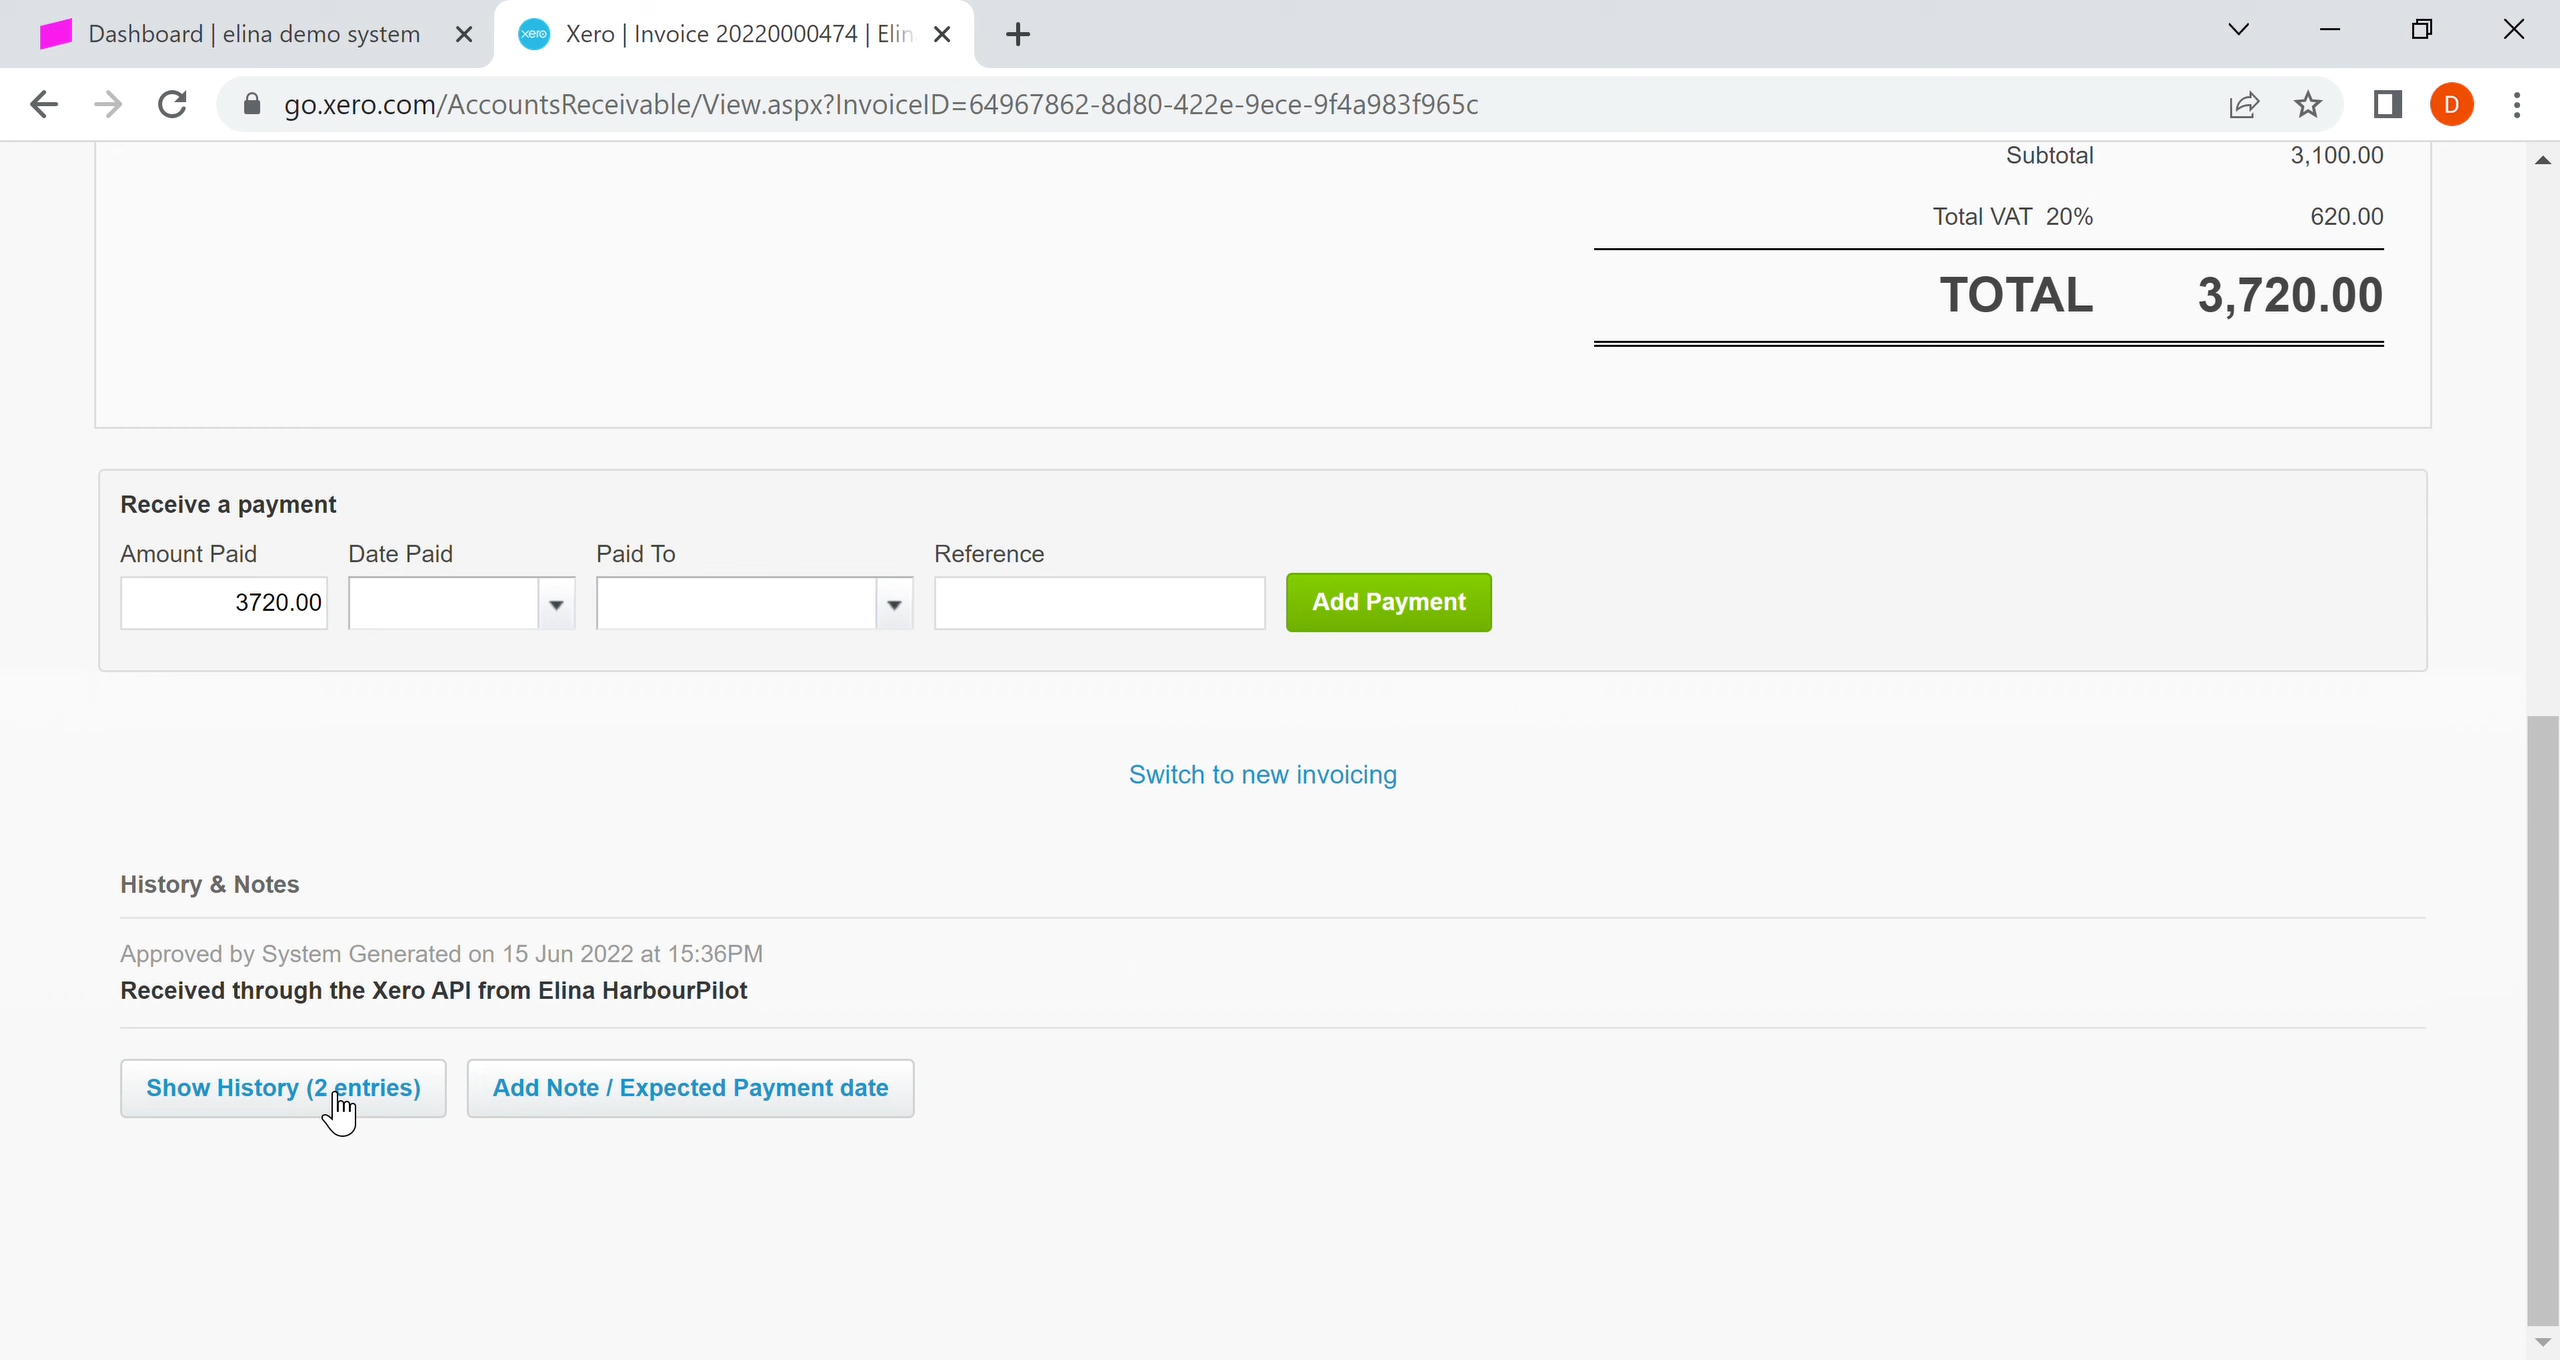 Dashboard | elina demo system
xero Xero | Invoice 20220000474 | Elin
go.xero.com/AccountsReceivable/View.aspx?InvoiceID=64967862-8d80-422e-9ece-9f4a983f965c
D
Subtotal 3,100.00
Total VAT 20% 620.00
TOTAL 3,720.00
Receive a payment
Amount Paid Date Paid Paid To Reference
3720.00 Add Payment
Switch to new invoicing
History & Notes
Approved by System Generated on 15 Jun 2022 at 15:36PM
Received through the Xero API from Elina HarbourPilot
Show History (2 entries) Add Note / Expected Payment date